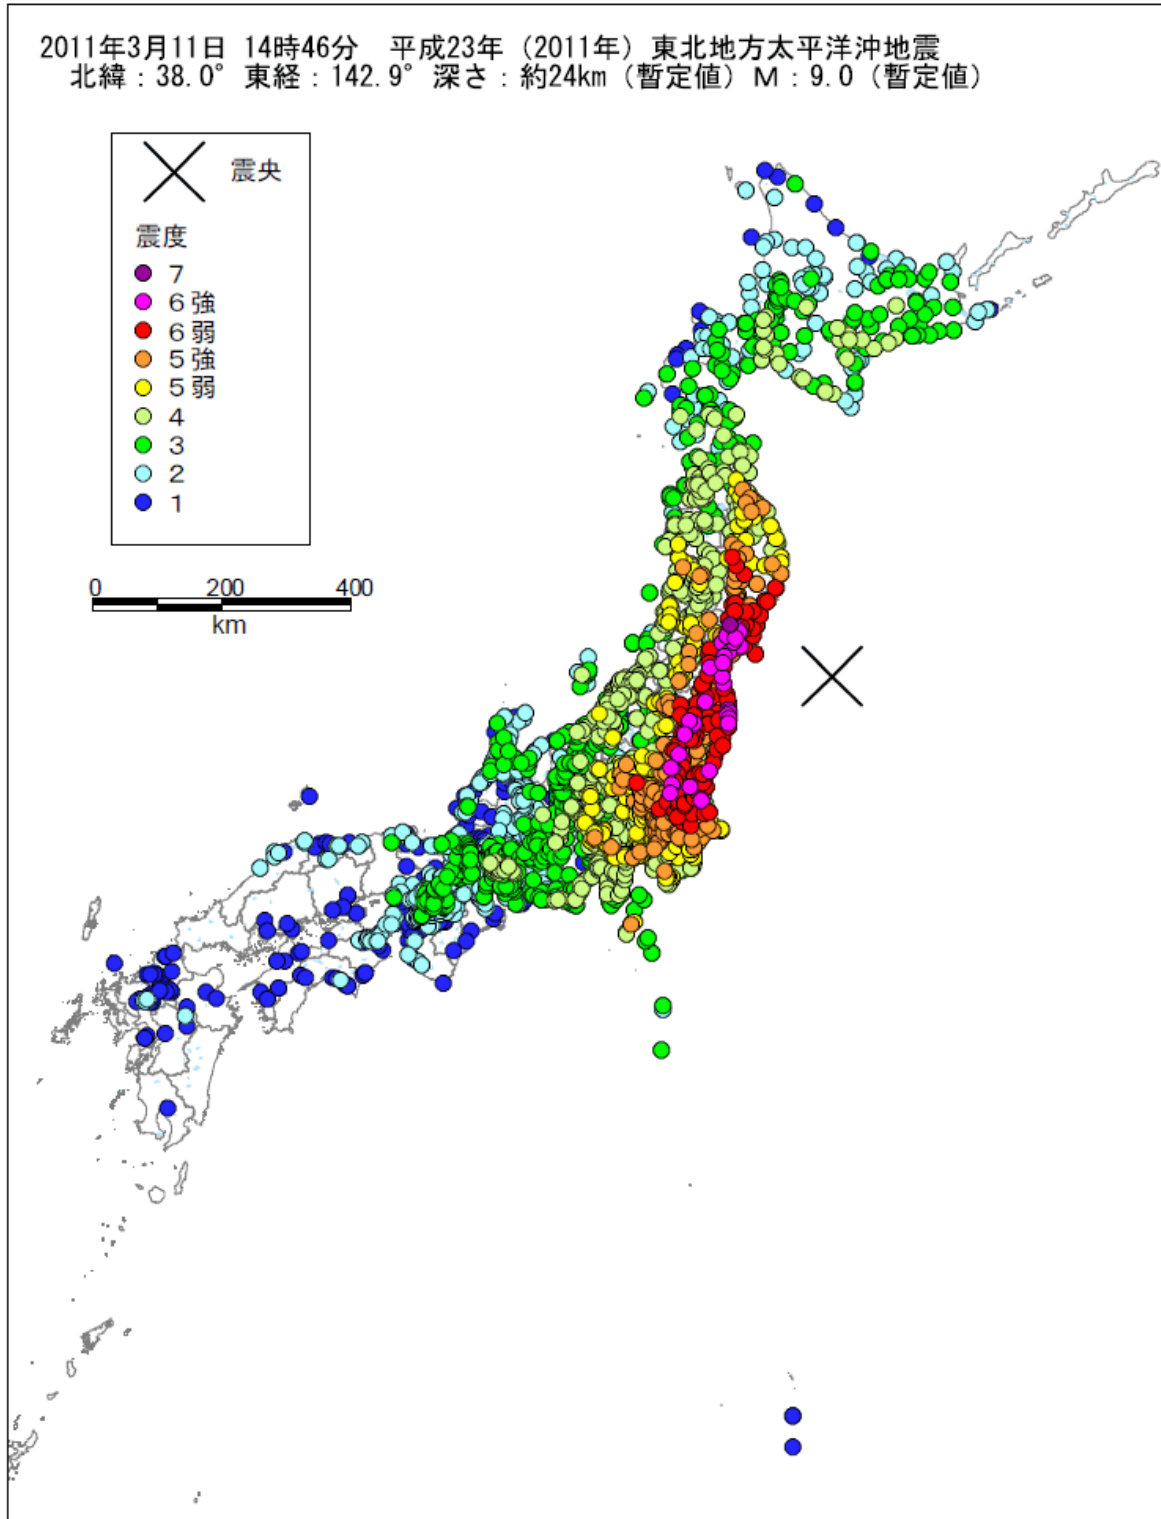 2011年3月11日 14時46分 平成23年（2011年）東北地方太平洋沖地震
北緯：38.0° 東経：142.9° 深さ：約24km（暫定値）M：9.0（暫定値）
震央
震度
7
6強
6弱
5強
5弱
4
3
2
1
0 200 400
km